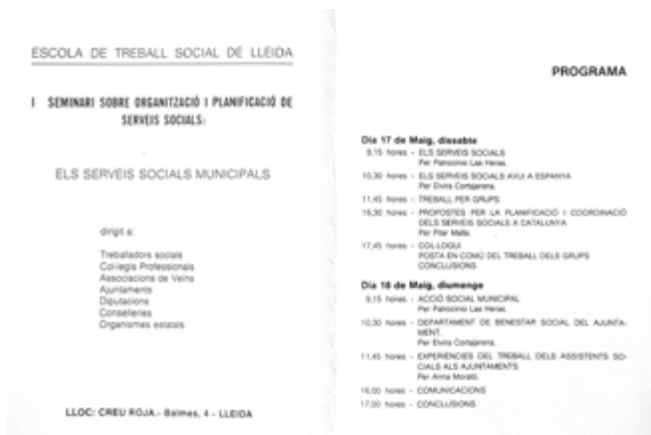 ESCOLA DE TREBALL SOCIAL DE LLEIDA
I SEMINARI SOBRE ORGANITZACIÓ I PLANIFICACIÓ DE
SERVEIS SOCIALS:
ELS SERVEIS SOCIALS MUNICIPALS
dirigit a:
Treballadors socials
Col·legis Professionals
Associacions de Veïns
Ajuntaments
Diputacions
Conselleries
Organismes estatals
LLOC: CREU ROJA.- Balmes, 4 - LLEIDA
PROGRAMA
Dia 17 de Maig, dissabte
9,15 hores - ELS SERVEIS SOCIALS
Per Patrocinio Las Heras.
10,30 hores - ELS SERVEIS SOCIALS AVUI A ESPANYA
Per Elvira Cortajarena.
11,45 hores - TREBALL PER GRUPS
16,30 hores - PROPOSTES PER LA PLANIFICACIÓ I COORDINACIÓ
DELS SERVEIS SOCIALS A CATALUNYA
Per Pilar Malla.
17,45 hores - COL·LOQUI
POSTA EN COMÚ DEL TREBALL DELS GRUPS
CONCLUSIONS
Dia 18 de Maig, diumenge
9,15 hores - ACCIÓ SOCIAL MUNICIPAL
Per Patrocinio Las Heras.
10,30 hores - DEPARTAMENT DE BENESTAR SOCIAL DEL AJUNTA-
MENT.
Per Elvira Cortajarena.
11,45 hores - EXPERIÈNCIES DEL TREBALL DELS ASSISTENTS SO-
CIALS ALS AJUNTAMENTS
Per Anna Morató.
16,00 hores - COMUNICACIONS
17,00 hores - CONCLUSIONS